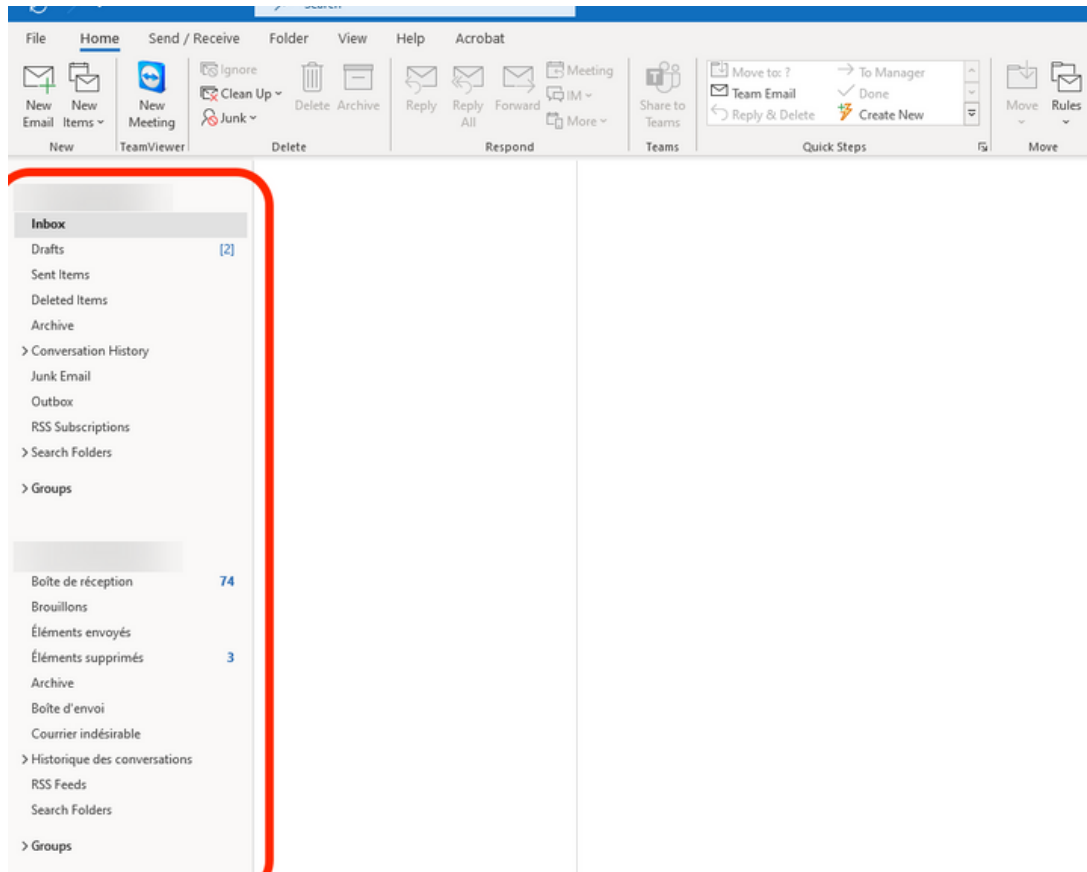 File Home Send / Receive Folder View Help Acrobat
New Email
New Items
New Meeting
Ignore
Clean Up
Junk
Delete
Archive
Reply
Reply All
Forward
Meeting
IM
More
Share to Teams
Move to: ?
Team Email
Reply & Delete
To Manager
Done
Create New
Move
Rules
New TeamViewer Delete Respond Teams Quick Steps Move
Inbox
Drafts [2]
Sent Items
Deleted Items
Archive
Conversation History
Junk Email
Outbox
RSS Subscriptions
Search Folders
Groups
Boîte de réception 74
Brouillons
Éléments envoyés
Éléments supprimés 3
Archive
Boîte d'envoi
Courrier indésirable
Historique des conversations
RSS Feeds
Search Folders
Groups